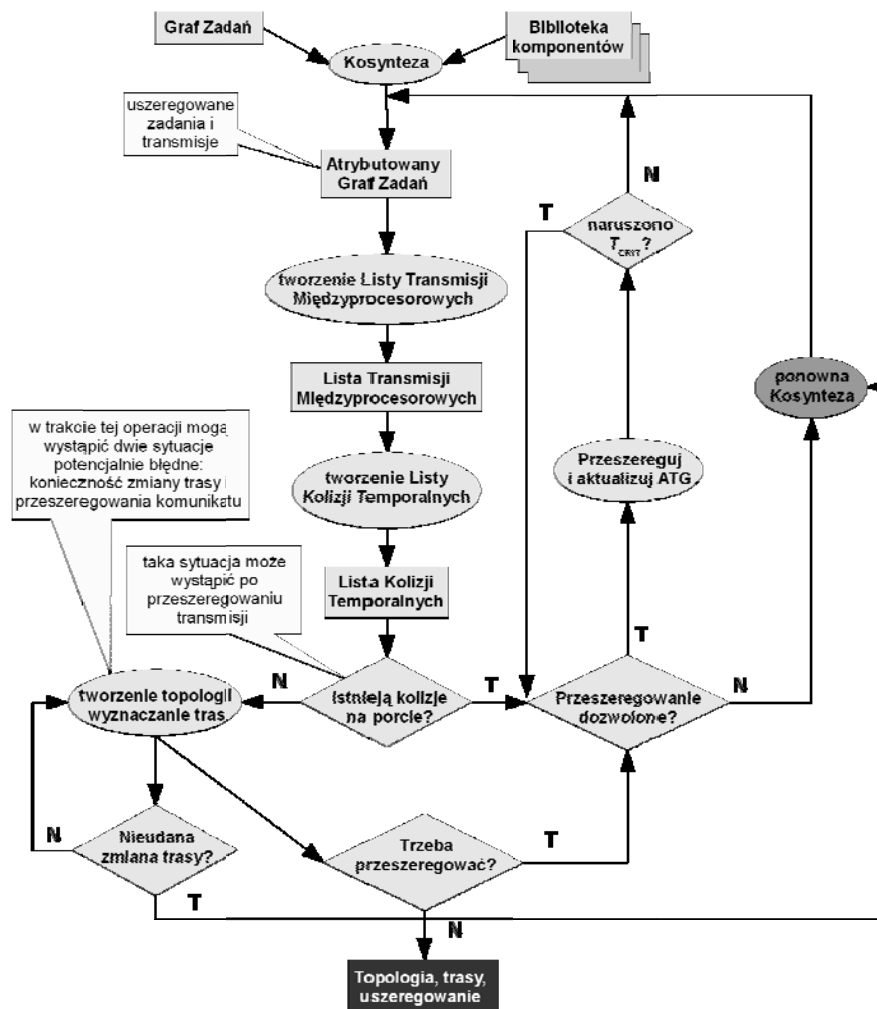 Graf Zadań
Biblioteka
komponentów
Kosynteza
uszeregowane
zadania i
transmisje
Atrybutowany
Graf Zadań
N
T
naruszono
T CRYT ?
tworzenie Listy Transmisji
Międzyprocesorowych
Lista Transmisji
Międzyprocesorowych
ponowna
Kosynteza
w trakcie tej operacji mogą
wystąpić dwie sytuacje
potencjalnie błędne:
konieczność zmiany trasy i
przeszeregowania komunikatu
tworzenie Listy
Kolizji Temporalnych
Przeszereguj
i aktualizuj ATG
taka sytuacja może
wystąpić po
przeszeregowaniu
transmisji
Lista Kolizji
Temporalnych
T
tworzenie topologii
wyznaczanie tras
N
Istnieją kolizje
na porcie?
T
Przeszeregowanie
dozwolone?
N
N
Nieudana
zmiana trasy?
Trzeba
przeszeregować?
T
T
N
Topologia, trasy,
uszeregowanie